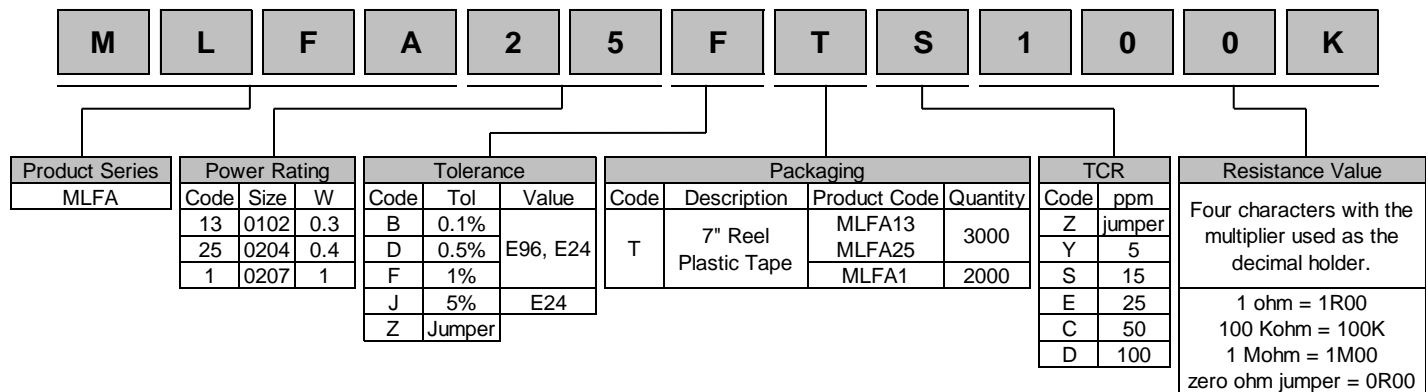 M L F A 2 5 F T S 1 0 0 K
Product Series
MLFA
Power Rating
Code Size W
13 0102 0.3
25 0204 0.4
1 0207 1
Tolerance
Code Tol Value
B 0.1%
D 0.5% E96, E24
F 1%
J 5% E24
Z Jumper
Packaging
Code Description Product Code Quantity
T
7" Reel
Plastic Tape
MLFA13
MLFA25
3000
MLFA1 2000
TCR
Code ppm
Z jumper
Y 5
S 15
E 25
C 50
D 100
Resistance Value
Four characters with the
multiplier used as the
decimal holder.
1 ohm = 1R00
100 Kohm = 100K
1 Mohm = 1M00
zero ohm jumper = 0R00